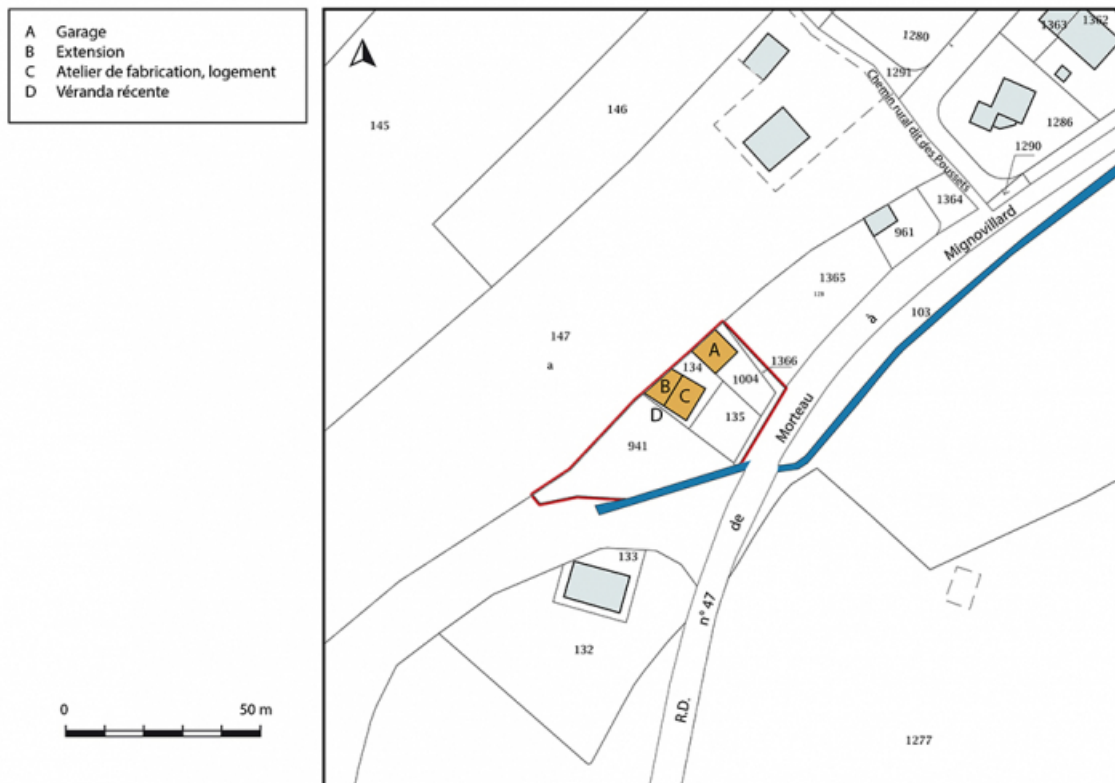 A Garage
B Extension
C Atelier de fabrication, logement
D Véranda récente
0 50 m
145
146
147
a
1280
1291
1363
1362
1286
1290
Chemin rural dit des Poussets
1364
961
1365
128
103
R.D. n° 47 de Morteau à Mignovillard
1366
A
134
1004
B
C
D
135
941
133
132
1277